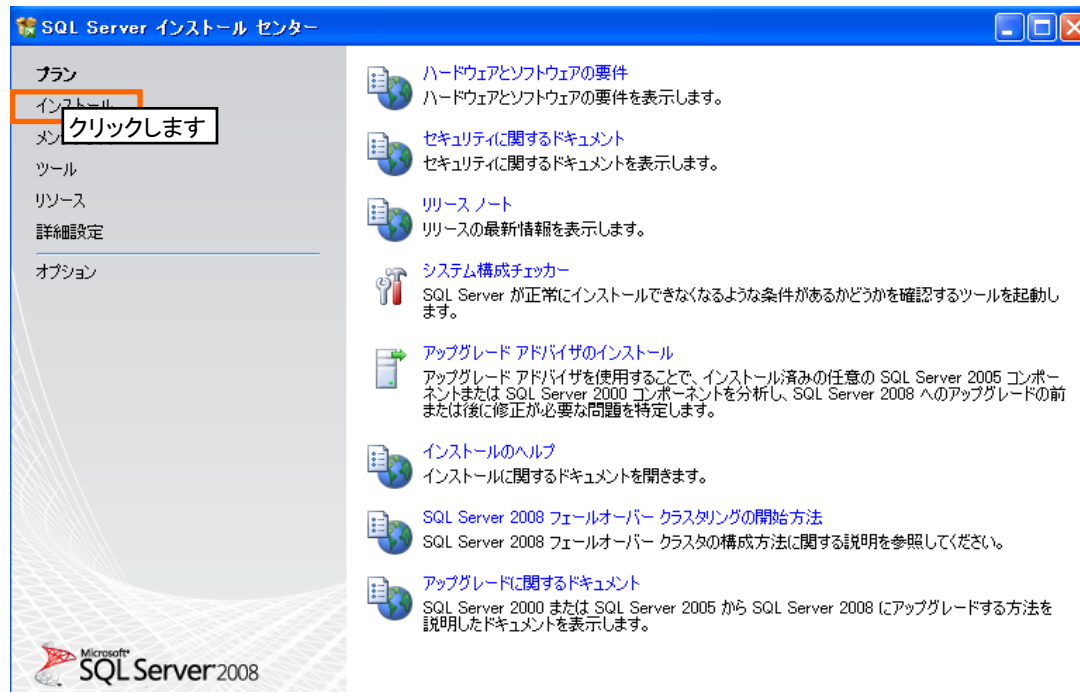 SQL Server インストール センター
プラン
インストール
クリックします
ツール
リソース
詳細設定
オプション
ハードウェアとソフトウェアの要件
ハードウェアとソフトウェアの要件を表示します。
セキュリティに関するドキュメント
セキュリティに関するドキュメントを表示します。
リリース ノート
リリースの最新情報を表示します。
システム構成チェッカー
SQL Server が正常にインストールできなくなるような条件があるかどうかを確認するツールを起動し
ます。
アップグレード アドバイザのインストール
アップグレード アドバイザを使用することで、インストール済みの任意の SQL Server 2005 コンポー
ネントまたは SQL Server 2000 コンポーネントを分析し、SQL Server 2008 へのアップグレードの前
または後に修正が必要な問題を特定します。
インストールのヘルプ
インストールに関するドキュメントを開きます。
SQL Server 2008 フェールオーバー クラスタリングの開始方法
SQL Server 2008 フェールオーバー クラスタの構成方法に関する説明を参照してください。
アップグレードに関するドキュメント
SQL Server 2000 または SQL Server 2005 から SQL Server 2008 にアップグレードする方法を
説明したドキュメントを表示します。
Microsoft
SQL Server 2008